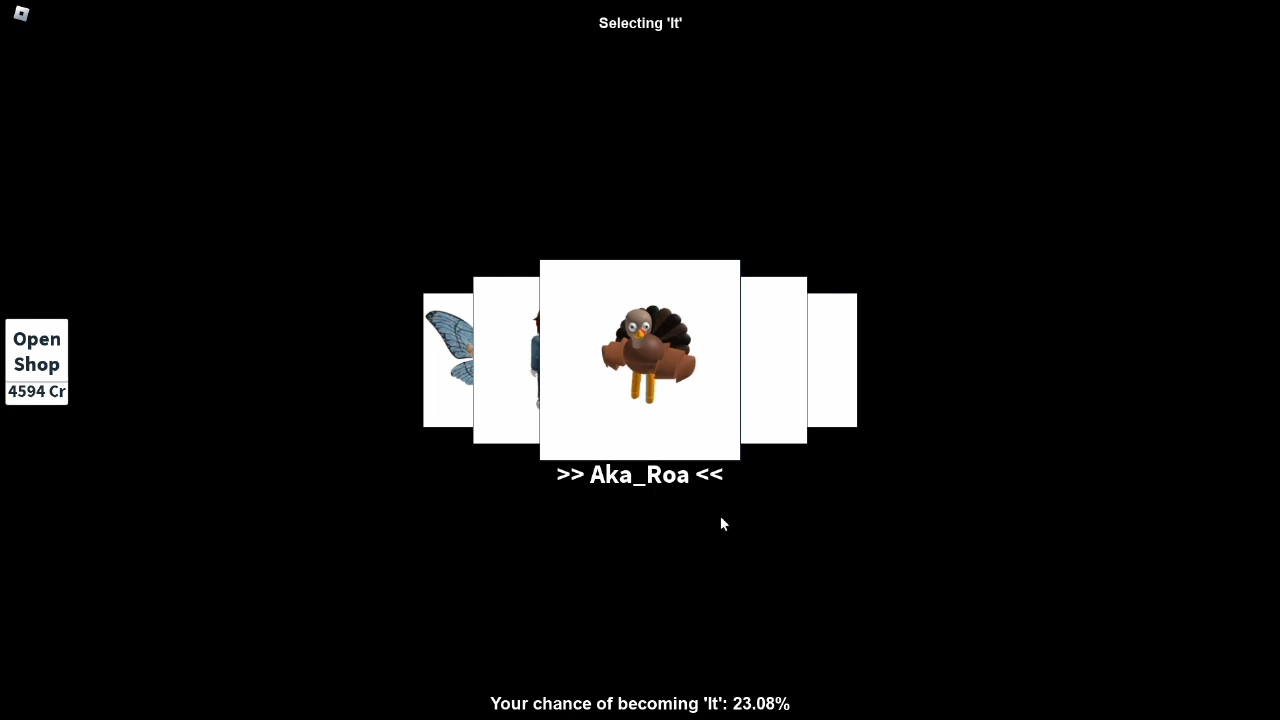 Selecting 'It'
Open
Shop
4594 Cr
>> Aka_Roa <<
Your chance of becoming 'It': 23.08%